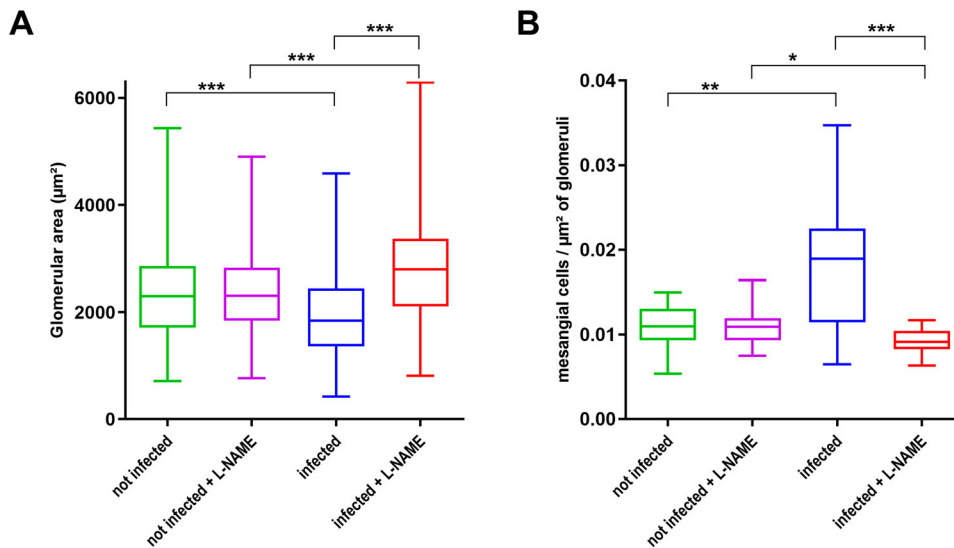 A
***
***
***
Glomerular area (µm²)
6000
4000
2000
0
not infected
not infected + L-NAME
infected
infected + L-NAME
B
***
*
**
mesangial cells / µm² of glomeruli
0.04
0.03
0.02
0.01
0.00
not infected
not infected + L-NAME
infected
infected + L-NAME